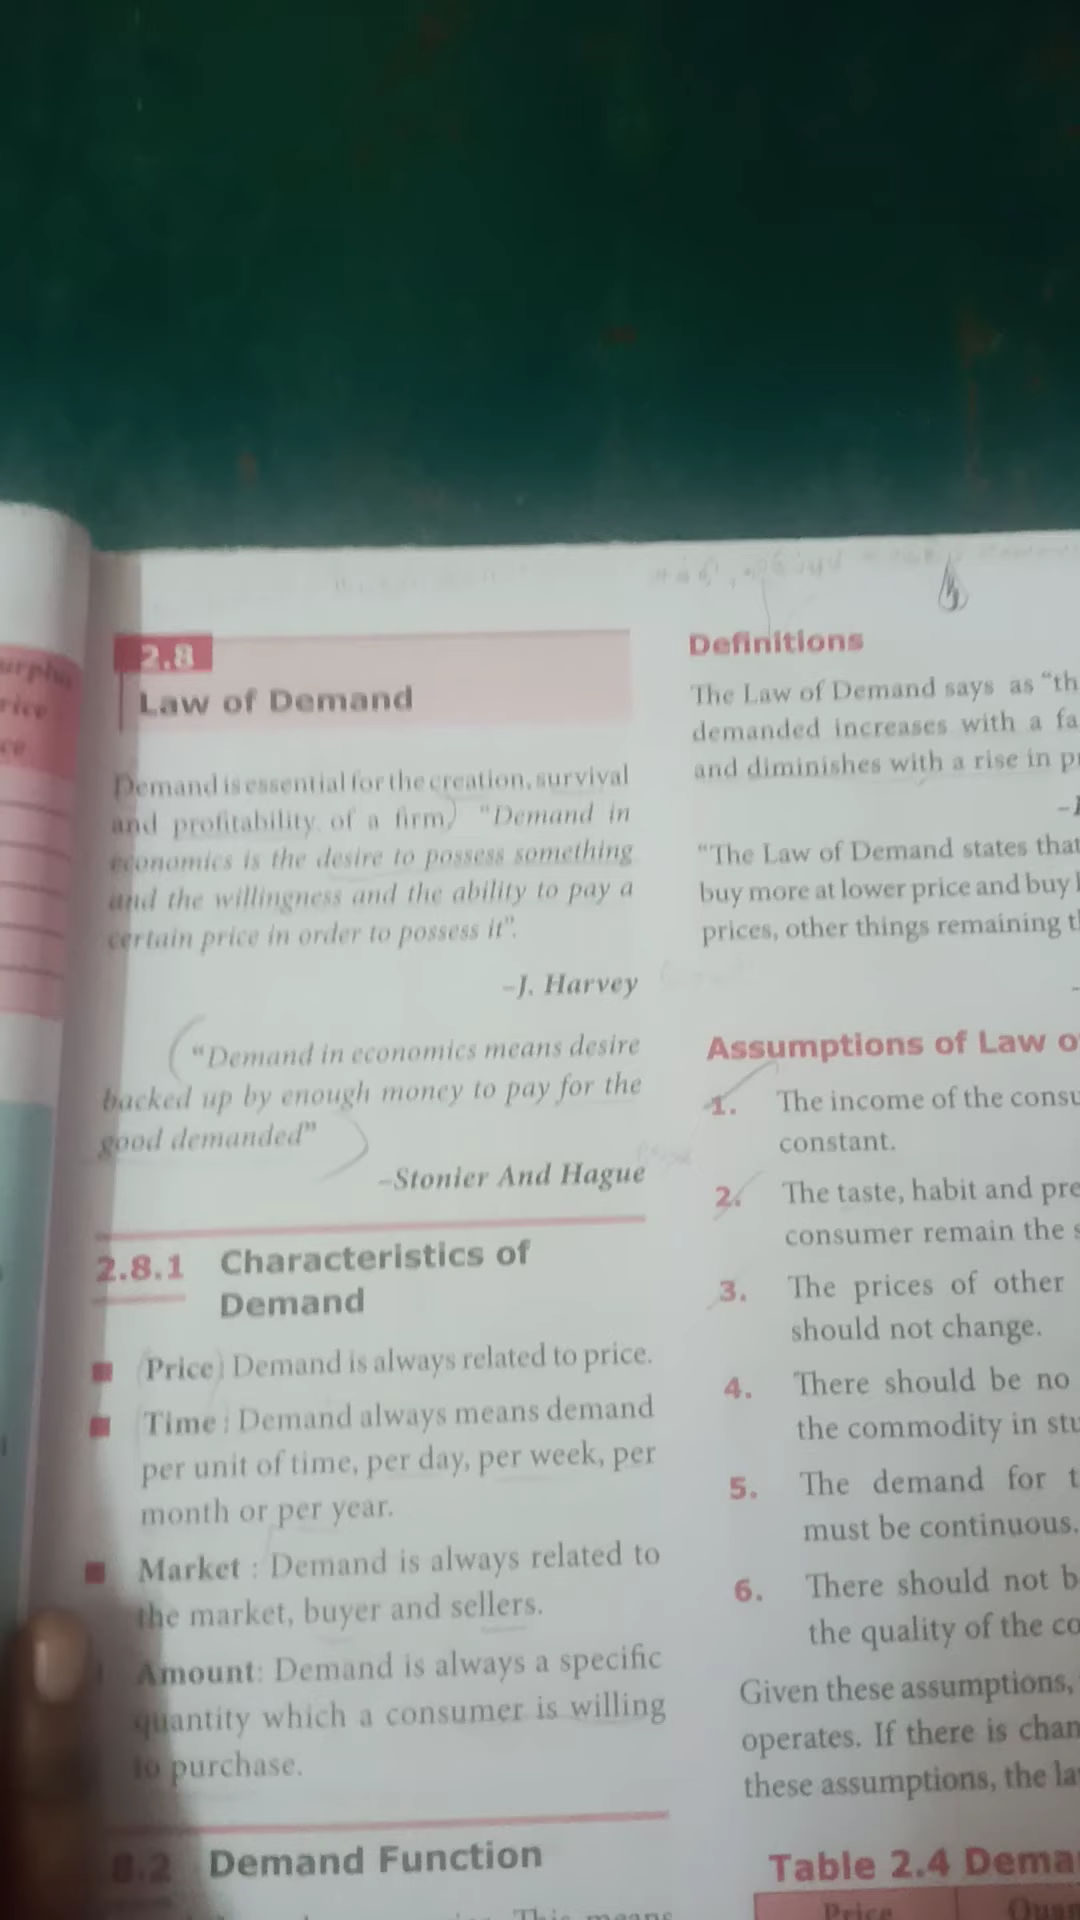 2.8
Law of Demand
Demand is essential for the creation, survival
and profitability of a firm. "Demand in
economics is the desire to possess something
and the willingness and the ability to pay a
certain price in order to possess it".
–J. Harvey
"Demand in economics means desire
backed up by enough money to pay for the
good demanded"
–Stonier And Hague
2.8.1 Characteristics of
Demand
Price Demand is always related to price.
Time : Demand always means demand
per unit of time, per day, per week, per
month or per year.
Market : Demand is always related to
the market, buyer and sellers.
Amount: Demand is always a specific
quantity which a consumer is willing
to purchase.
8.2 Demand Function
This means
Definitions
The Law of Demand says as "th
demanded increases with a fa
and diminishes with a rise in pr
"The Law of Demand states that
buy more at lower price and buy l
prices, other things remaining t
Assumptions of Law o
1. The income of the consu
constant.
2. The taste, habit and pre
consumer remain the s
3. The prices of other
should not change.
4. There should be no
the commodity in stu
5. The demand for t
must be continuous.
6. There should not b
the quality of the co
Given these assumptions,
operates. If there is chan
these assumptions, the la
Table 2.4 Dema
Price Quan
urplus
rice
ce